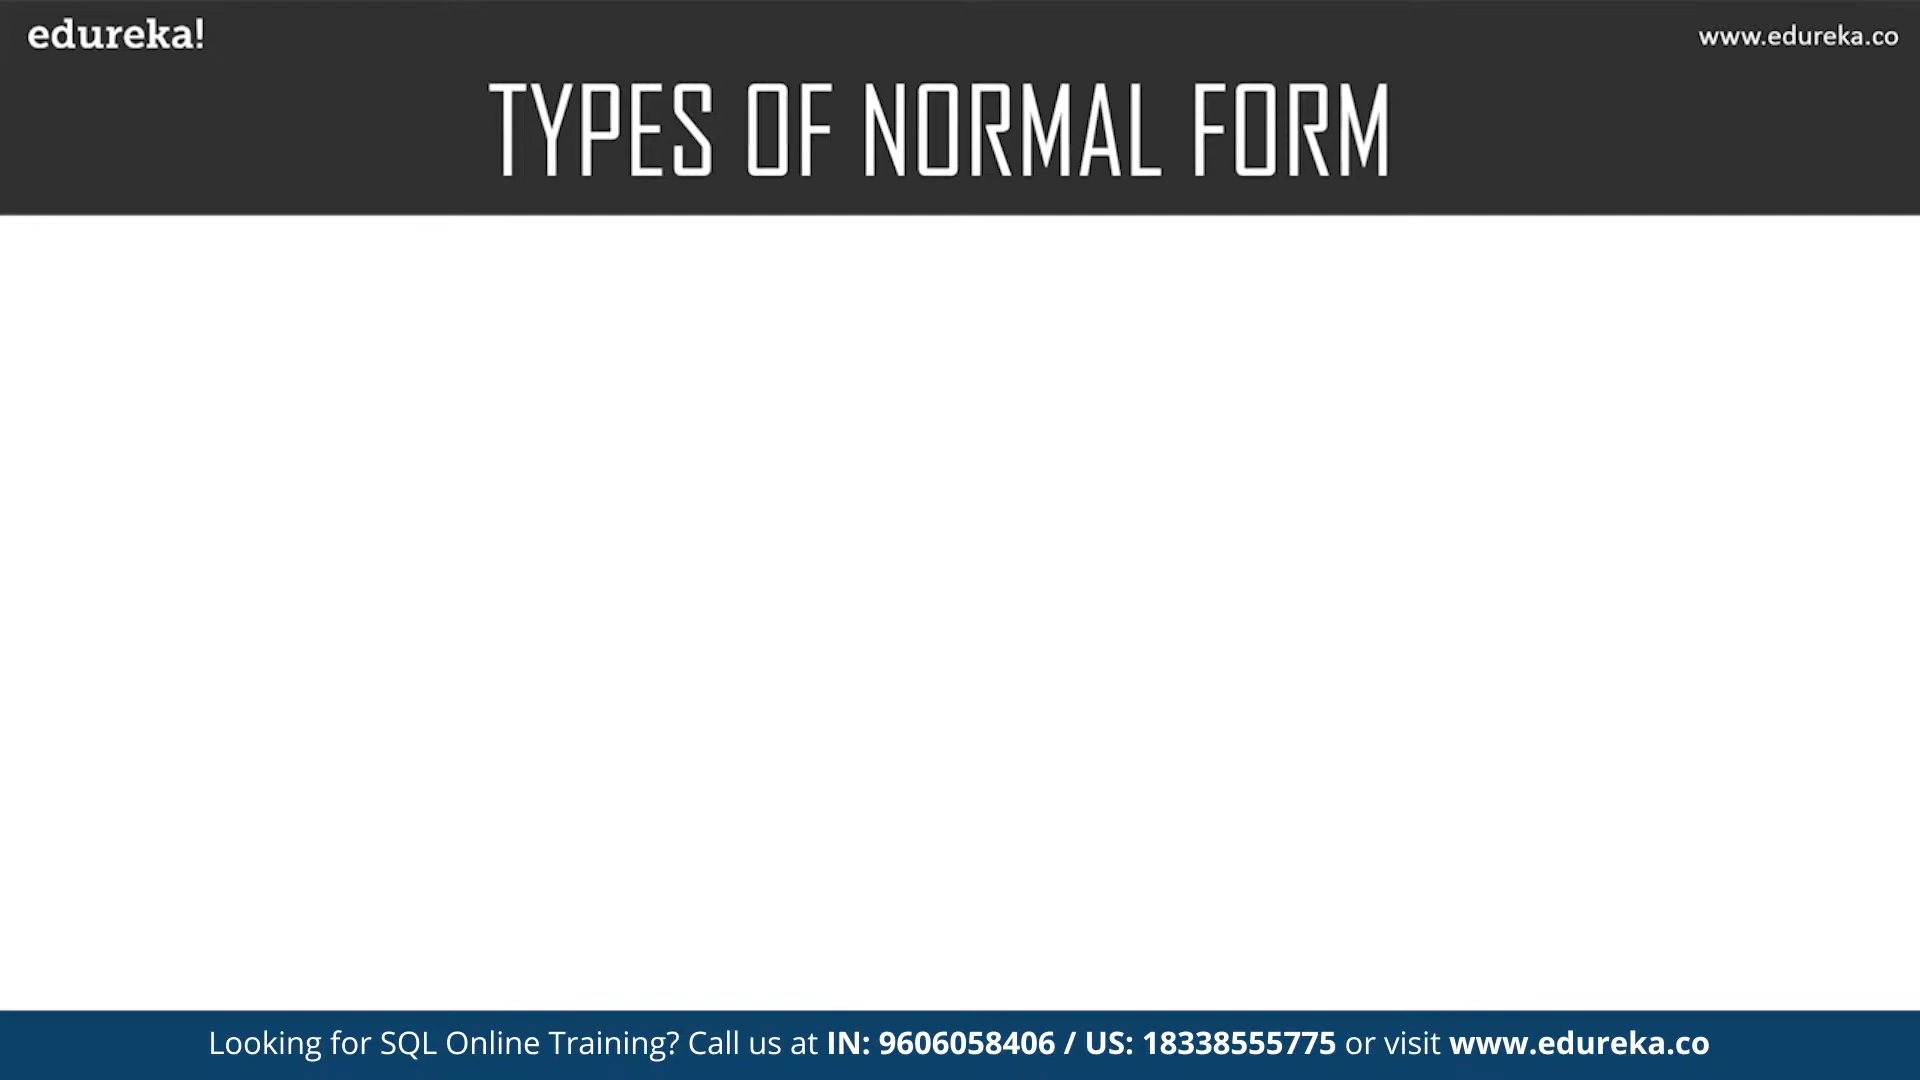 edureka!
www.edureka.co
TYPES OF NORMAL FORM
Looking for SQL Online Training? Call us at IN: 9606058406 / US: 18338555775 or visit www.edureka.co